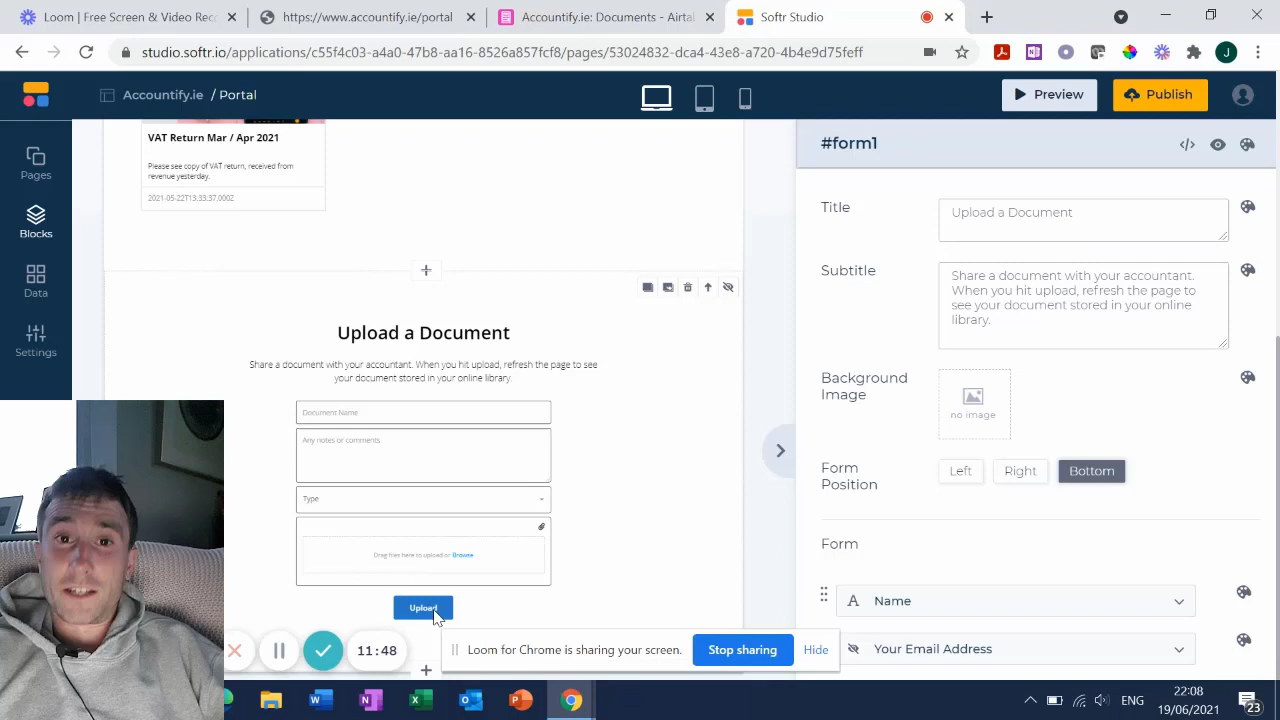 oom | Free Screen & Video Rec
https://www.accountify.ie/portal
Accountify.ie: Documents - Airtal
Softr Studio
studio.softr.io/applications/c55f4c03-a4a0-47b8-aa16-8526a857fcf8/pages/53024832-dca4-43e8-a720-4b4e9d75feff
J
Accountify.ie / Portal
Preview
Publish
Pages
Blocks
Data
Settings
VAT Return Mar / Apr 2021
Please see copy of VAT return, received from
revenue yesterday.
2021-05-22T13:33:37.000Z
Upload a Document
Share a document with your accountant. When you hit upload, refresh the page to see
your document stored in your online library.
Document Name
Any notes or comments
Type
Drag files here to upload or Browse
Upload
#form1
Title
Upload a Document
Subtitle
Share a document with your accountant.
When you hit upload, refresh the page to
see your document stored in your online
library.
Background
Image
no image
Form
Position
Left
Right
Bottom
Form
A Name
Your Email Address
11:48
Loom for Chrome is sharing your screen.
Stop sharing
Hide
ENG
22:08
19/06/2021
23